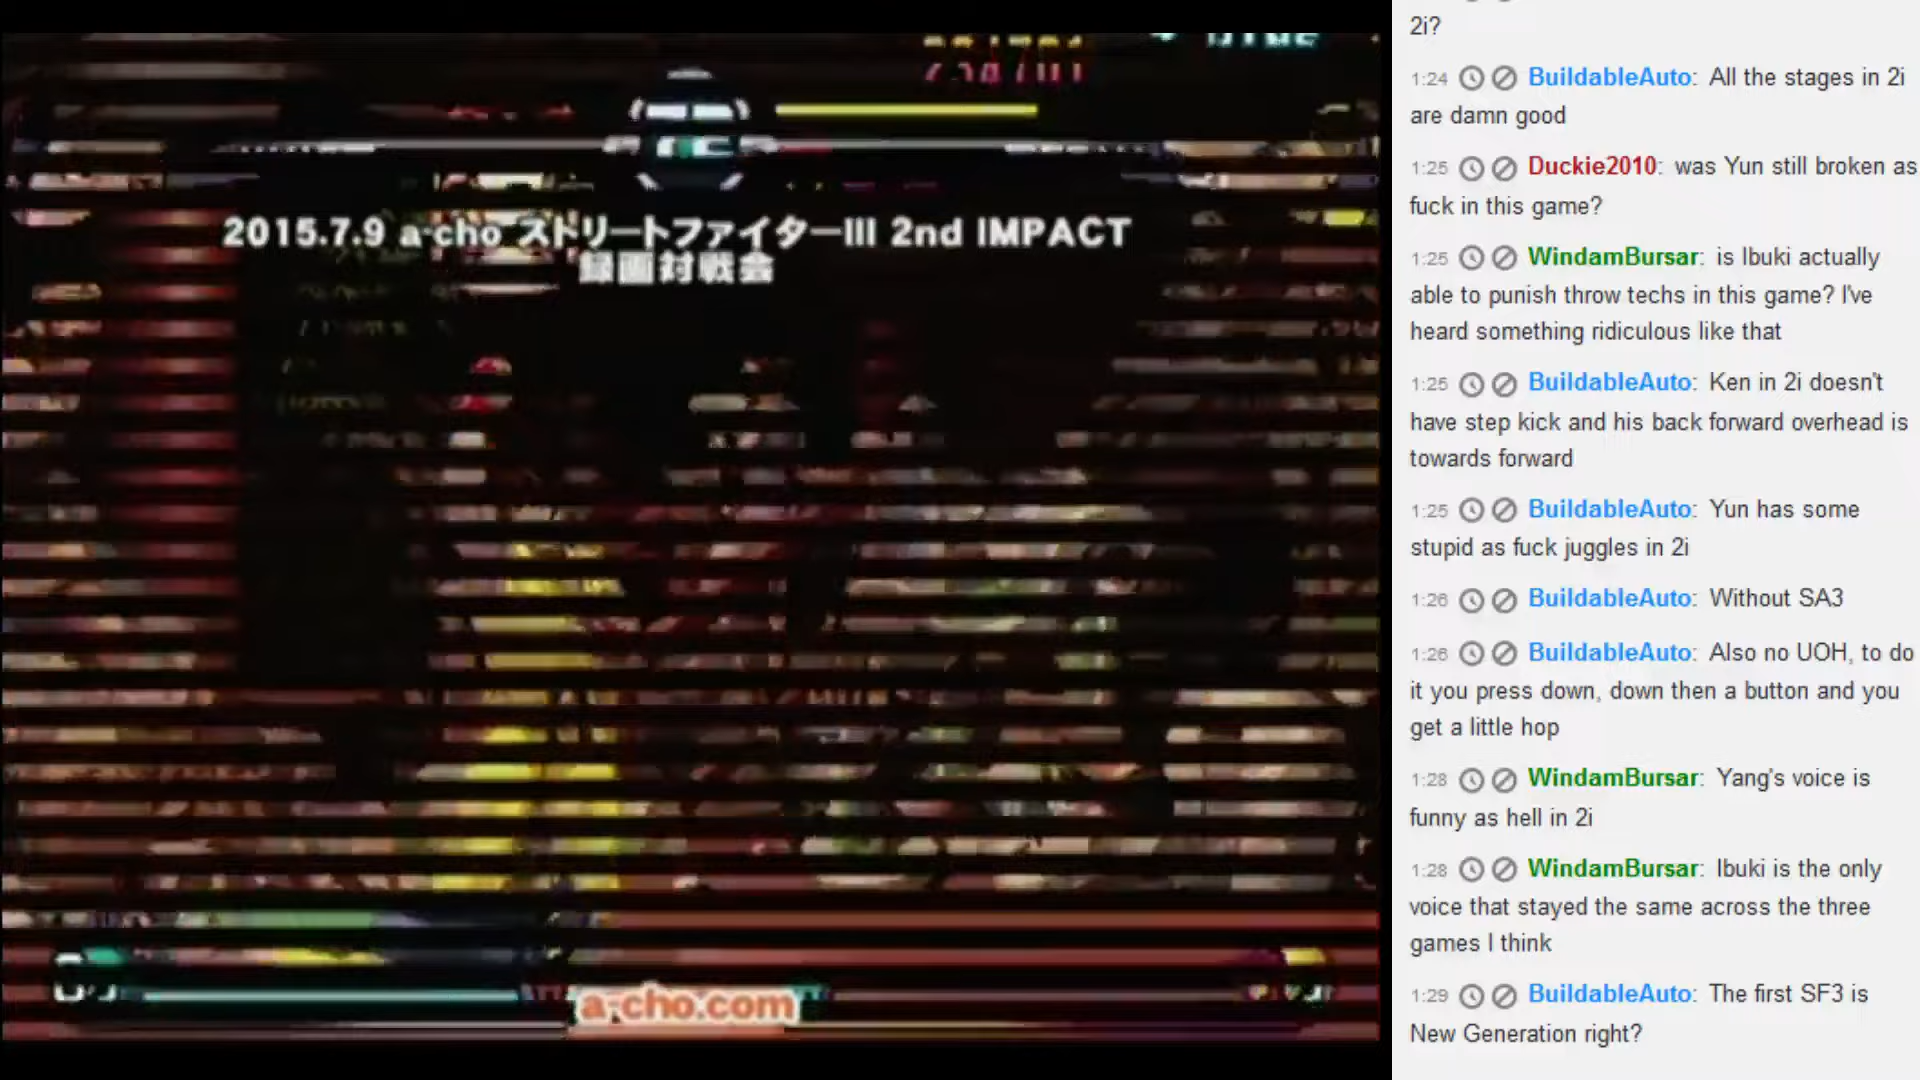 2015.7.9 a-cho ストリートファイターIII 2nd IMPACT
録画対戦会
a-cho.com
2i?
1:24 BuildableAuto: All the stages in 2i
are damn good
1:25 Duckie2010: was Yun still broken as
fuck in this game?
1:25 WindamBursar: is Ibuki actually
able to punish throw techs in this game? I've
heard something ridiculous like that
1:25 BuildableAuto: Ken in 2i doesn't
have step kick and his back forward overhead is
towards forward
1:25 BuildableAuto: Yun has some
stupid as fuck juggles in 2i
1:26 BuildableAuto: Without SA3
1:26 BuildableAuto: Also no UOH, to do
it you press down, down then a button and you
get a little hop
1:28 WindamBursar: Yang's voice is
funny as hell in 2i
1:28 WindamBursar: Ibuki is the only
voice that stayed the same across the three
games I think
1:29 BuildableAuto: The first SF3 is
New Generation right?